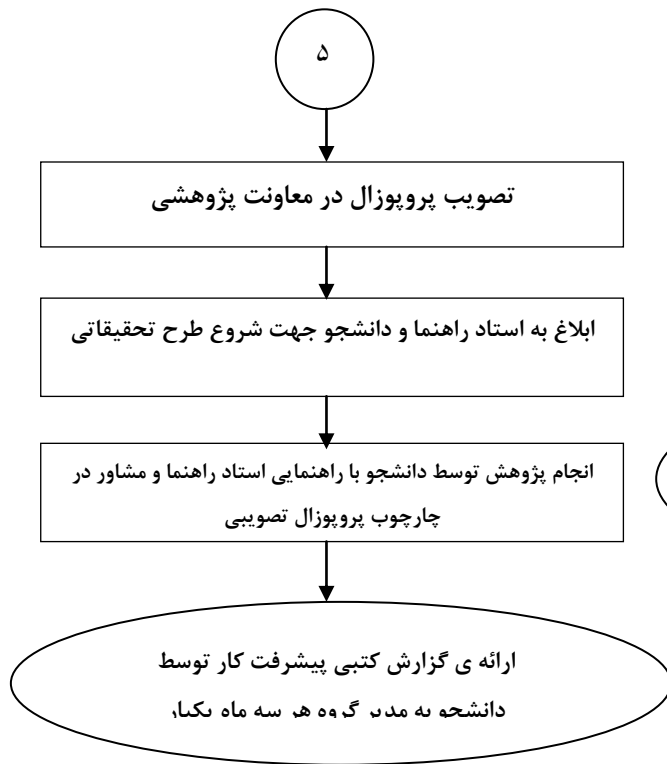 ۵
تصویب پروپوزال در معاونت پژوهشی
ابلاغ به استاد راهنما و دانشجو جهت شروع طرح تحقیقاتی
انجام پژوهش توسط دانشجو با راهنمایی استاد راهنما و مشاور در
چارچوب پروپوزال تصویبی
ارائه ی گزارش کتبی پیشرفت کار توسط
دانشجو به مدیر گروه هر سه ماه یکبار